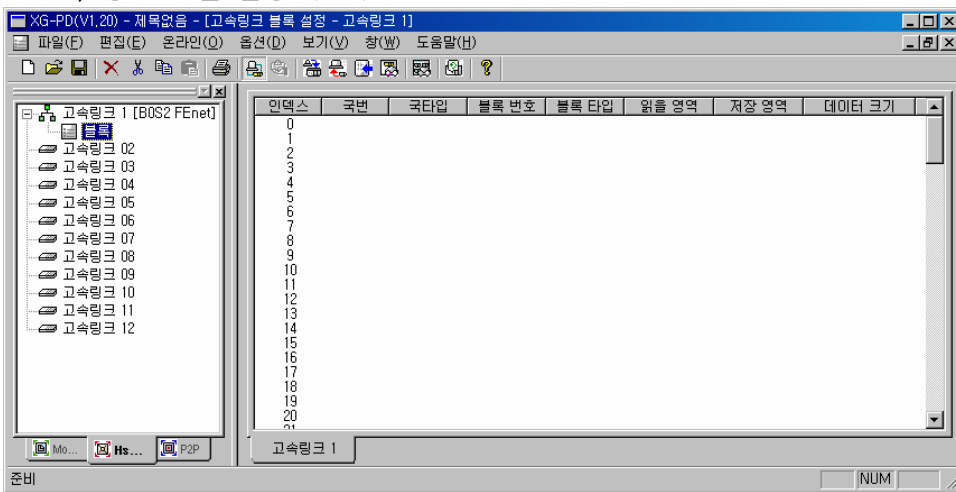 XG-PD(V1,20) - 제목없음 - [고속링크 블록 설정 - 고속링크 1]
파일(F) 편집(E) 온라인(O) 옵션(D) 보기(V) 창(W) 도움말(H)
고속링크 1 [B0S2 FEnet]
블록
고속링크 02
고속링크 03
고속링크 04
고속링크 05
고속링크 06
고속링크 07
고속링크 08
고속링크 09
고속링크 10
고속링크 11
고속링크 12
Mo... Hs... P2P
인덱스 국번 국타입 블록 번호 블록 타입 읽을 영역 저장 영역 데이터 크기
0
1
2
3
4
5
6
7
8
9
10
11
12
13
14
15
16
17
18
19
20
21
고속링크 1
준비 NUM